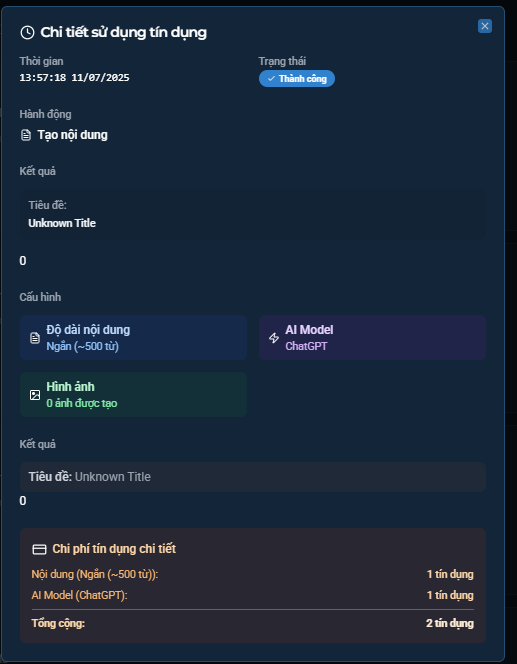 Chi tiết sử dụng tín dụng
Thời gian
Trạng thái
13:57:18 11/07/2025
Thành công
Hành động
Tạo nội dung
Kết quả
Tiêu đề:
Unknown Title
0
Cấu hình
Độ dài nội dung
Ngắn (~500 từ)
AI Model
ChatGPT
Hình ảnh
0 ảnh được tạo
Kết quả
Tiêu đề: Unknown Title
0
Chi phí tín dụng chi tiết
Nội dung (Ngắn (~500 từ)): 1 tín dụng
AI Model (ChatGPT): 1 tín dụng
Tổng cộng: 2 tín dụng